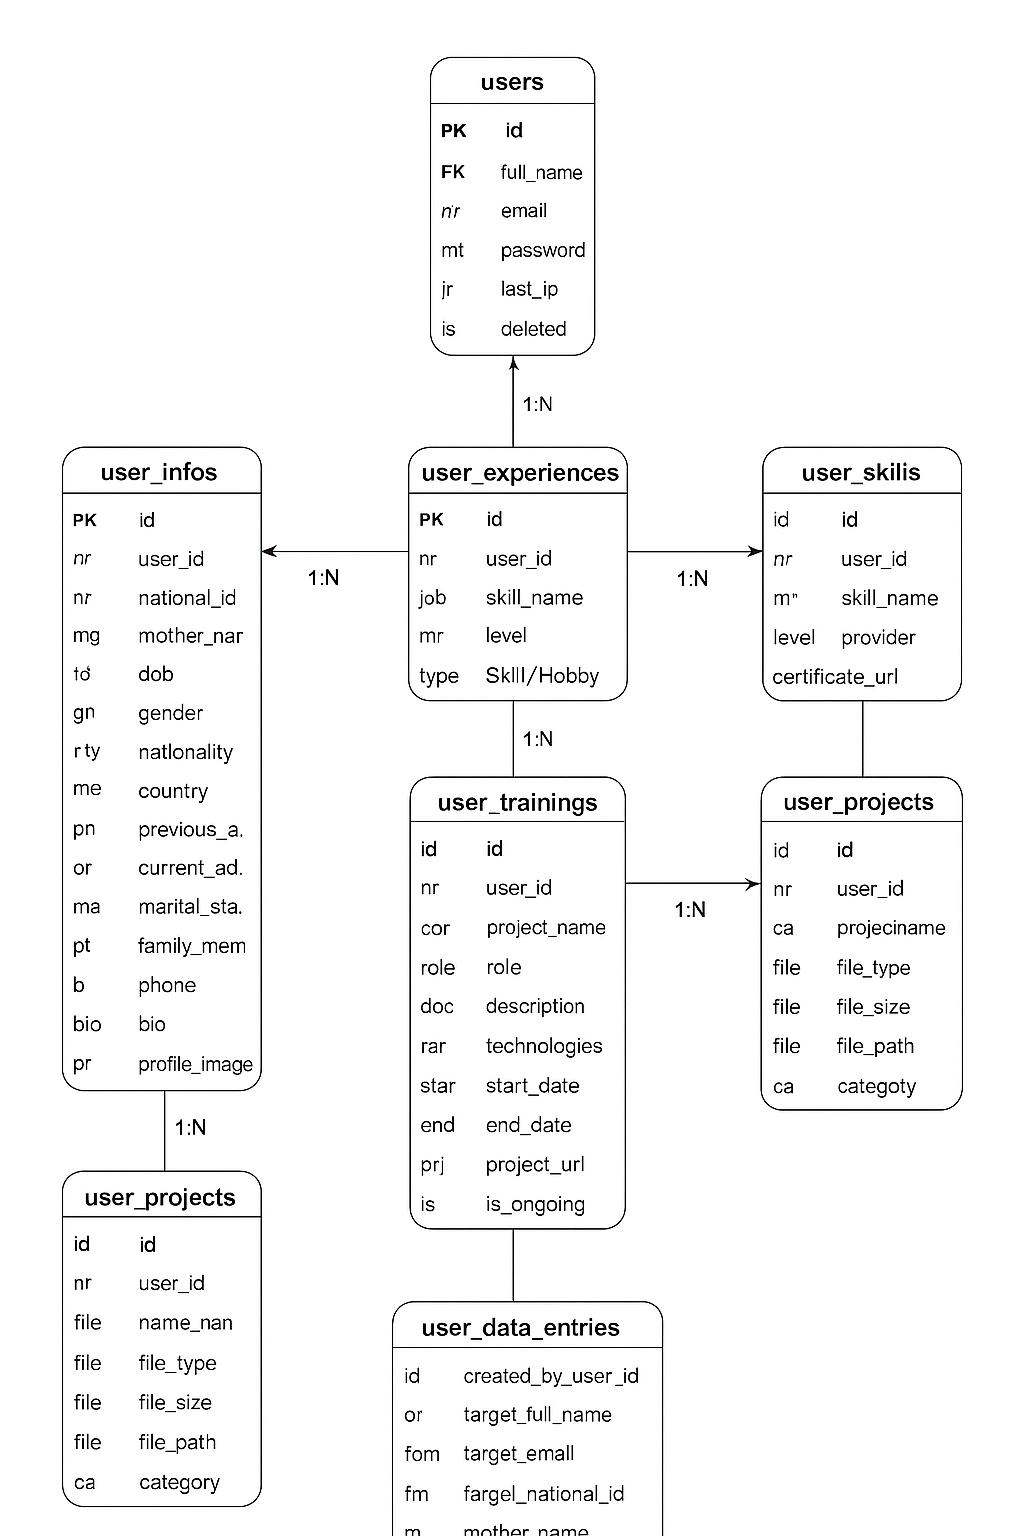 users
PK id
FK full_name
nr email
mt password
jr last_ip
is deleted
1:N
user_infos
PK id
nr user_id
nr national_id
mg mother_nar
dob
gn gender
rty natlonality
me country
pn previous_a.
or current_ad.
ma marital_sta.
pt family_mem
b phone
bio bio
pr profile_image
1:N
user_experiences
PK id
nr user_id
job skill_name
mr level
type Sklll/Hobby
1:N
user_skilis
id id
nr user_id
skill_name
level provider
certificate_url
1:N
user_trainings
id id
nr user_id
cor project_name
role role
doc description
rar technologies
star start_date
end end_date
prj project_url
is is_ongoing
1:N
user_projects
id id
nr user_id
ca projeciname
file file_type
file file_size
file file_path
ca categoty
1:N
user_projects
id id
nr user_id
file name_nan
file file_type
file file_size
file file_path
ca category
user_data_entries
id created_by_user_id
or target_full_name
fom target_emall
fm fargel_national_id
m mother_name